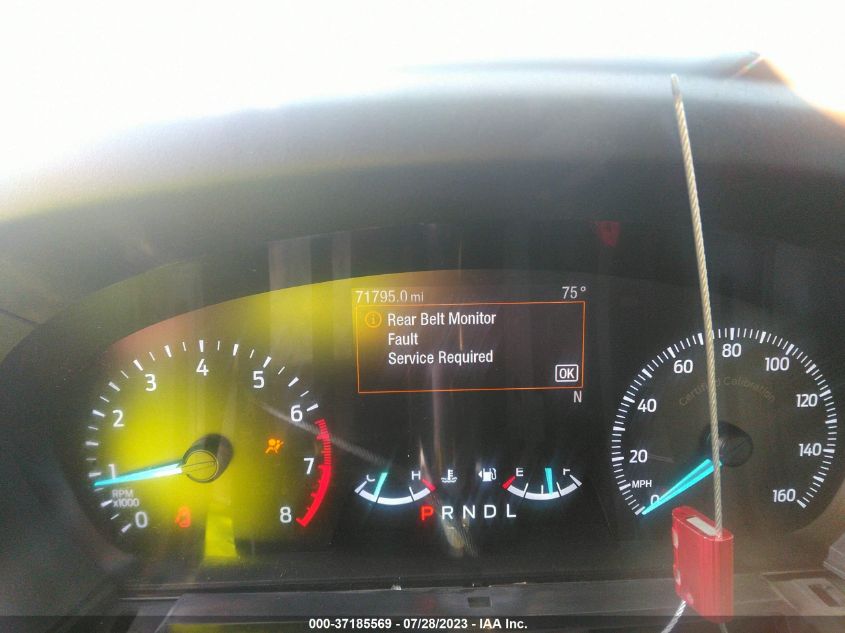 71795.0 mi 75°
Rear Belt Monitor
Fault
Service Required
OK
N
0 1 2 3 4 5 6 7 8
RPM
x1000
C H
E F
P R N D L
0 20 40 60 80 100 120 140 160
MPH
Certified Calibration
000-37185569 - 07/28/2023 - IAA Inc.